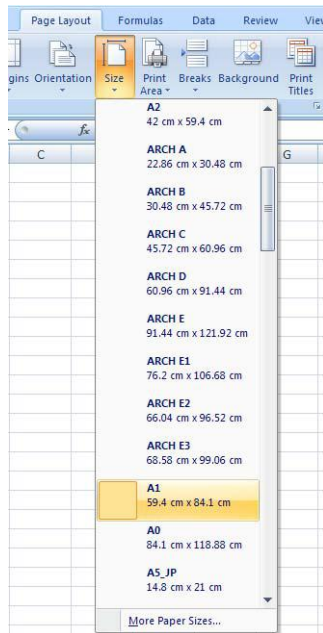 Page Layout Formulas Data Review
gins Orientation Size Print Area Breaks Background Print Titles
fx
C G
A2
42 cm x 59.4 cm
ARCH A
22.86 cm x 30.48 cm
ARCH B
30.48 cm x 45.72 cm
ARCH C
45.72 cm x 60.96 cm
ARCH D
60.96 cm x 91.44 cm
ARCH E
91.44 cm x 121.92 cm
ARCH E1
76.2 cm x 106.68 cm
ARCH E2
66.04 cm x 96.52 cm
ARCH E3
68.58 cm x 99.06 cm
A1
59.4 cm x 84.1 cm
A0
84.1 cm x 118.88 cm
A5_JP
14.8 cm x 21 cm
More Paper Sizes...